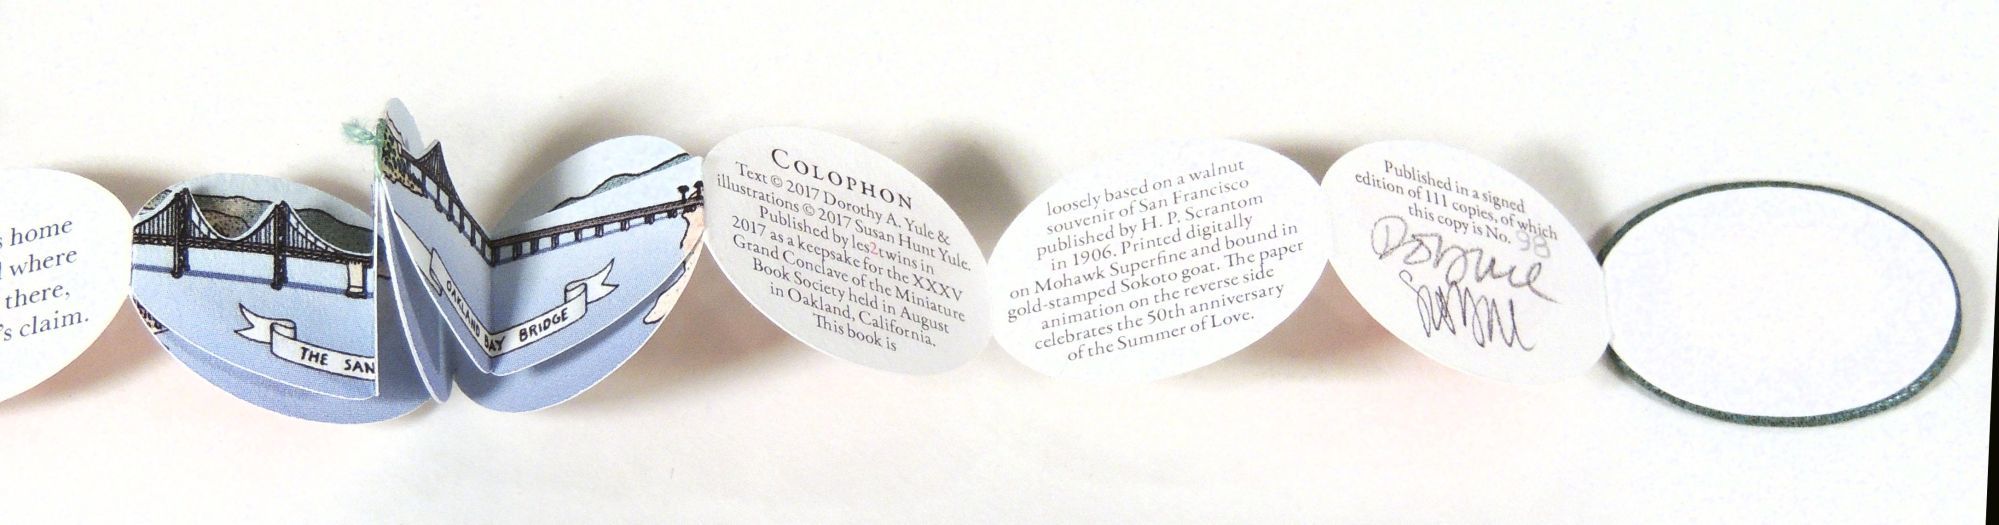 s home
where
there,
's claim.
THE SAN
OAKLAND BAY BRIDGE
COLOPHON
Text © 2017 Dorothy A. Yule &
illustrations © 2017 Susan Hunt Yule.
Published by les2twins in
2017 as a keepsake for the XXXV
Grand Conclave of the Miniature
Book Society held in August
in Oakland, California.
This book is
loosely based on a walnut
souvenir of San Francisco
published by H. P. Scrantom
in 1906. Printed digitally
on Mohawk Superfine and bound in
gold-stamped Sokoto goat. The paper
animation on the reverse side
celebrates the 50th anniversary
of the Summer of Love.
Published in a signed
edition of 111 copies, of which
this copy is No. 98